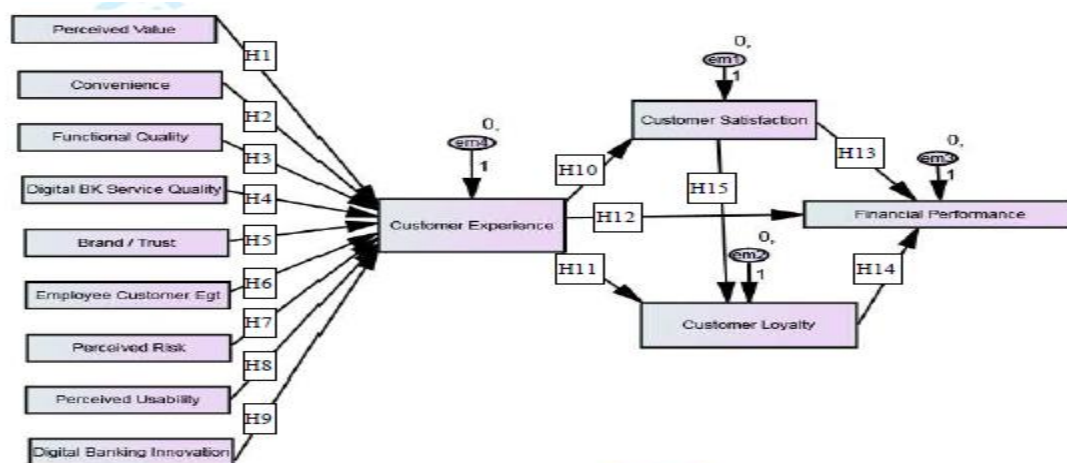 Perceived Value
H1
Convenience
H2
Functional Quality
H3
Digital BK Service Quality
H4
Brand / Trust
H5
Employee Customer Egt
H6
Perceived Risk
H7
Perceived Usability
H8
Digital Banking Innovation
H9
0,
em4
1
Customer Experience
H10
H12
H11
0,
em1
1
Customer Satisfaction
H15
0,
em2
1
Customer Loyalty
H13
H14
0,
em3
1
Financial Performance